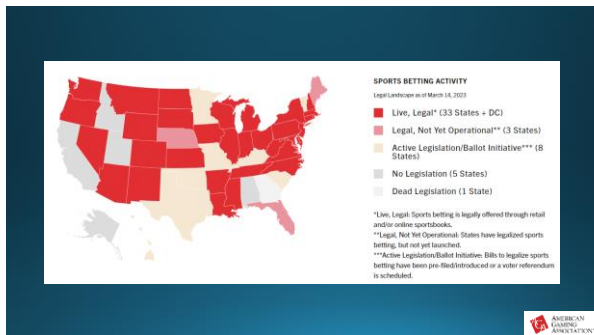 SPORTS BETTING ACTIVITY
Legal Landscape as of March 14, 2023
Live, Legal* (33 States + DC)
Legal, Not Yet Operational** (3 States)
Active Legislation/Ballot Initiative*** (8
States)
No Legislation (5 States)
Dead Legislation (1 State)
*Live, Legal: Sports betting is legally offered through retail
and/or online sportsbooks.
**Legal, Not Yet Operational: States have legalized sports
betting, but not yet launched.
***Active Legislation/Ballot Initiative: Bills to legalize sports
betting have been pre-filed/introduced or a voter referendum
is scheduled.
AMERICAN
GAMING
ASSOCIATION